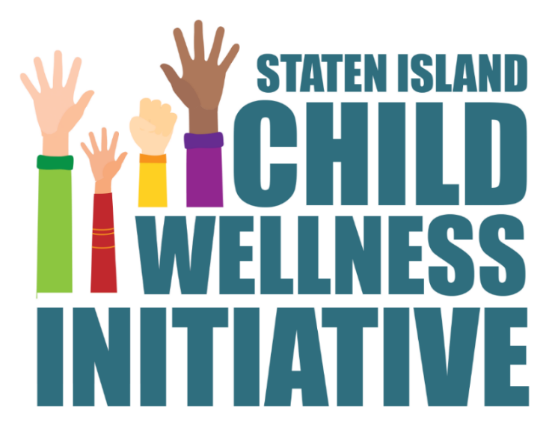 STATEN ISLAND
CHILD
WELLNESS
INITIATIVE